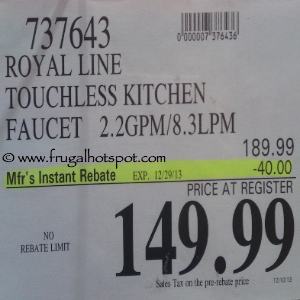 737643
0000007376436
ROYAL LINE
TOUCHLESS KITCHEN
FAUCET 2.2GPM/8.3LPM
www.frugalhotspot.com
189.99
Mfr's Instant Rebate EXP. 12/29/13 -40.00
PRICE AT REGISTER
NO
REBATE LIMIT
149.99
Sales Tax on the pre-rebate price